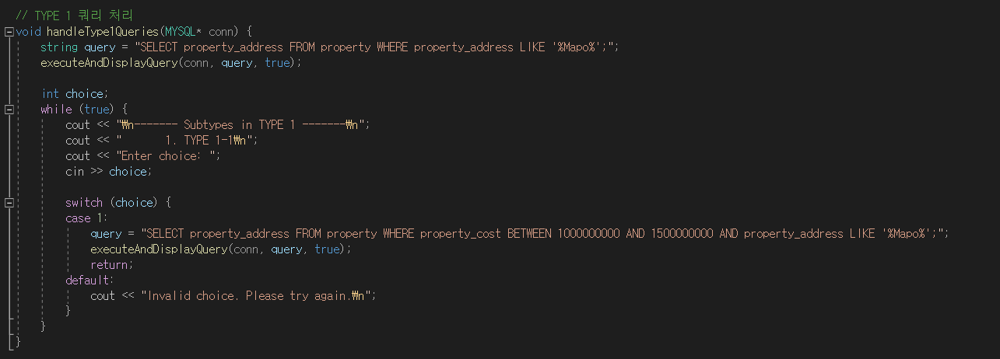 // TYPE 1 쿼리 처리
void handleType1Queries(MYSQL* conn) {
string query = "SELECT property_address FROM property WHERE property_address LIKE '%Mapo%';";
executeAndDisplayQuery(conn, query, true);
int choice;
while (true) {
cout << "₩n------- Subtypes in TYPE 1 -------₩n";
cout << "       1. TYPE 1-1₩n";
cout << "Enter choice: ";
cin >> choice;
switch (choice) {
case 1:
query = "SELECT property_address FROM property WHERE property_cost BETWEEN 1000000000 AND 1500000000 AND property_address LIKE '%Mapo%';";
executeAndDisplayQuery(conn, query, true);
return;
default:
cout << "Invalid choice. Please try again.₩n";
}
}
}